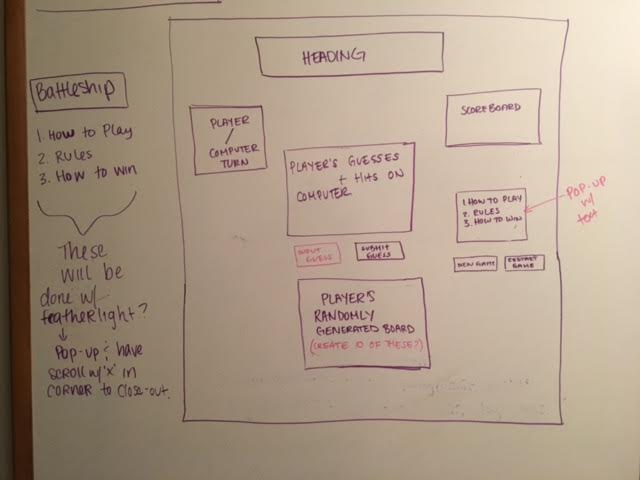 Battleship
1. How to Play
2. Rules
3. How to win
These
will be
done w/
featherlight?
Pop-up & have
scroll w/ 'x' in
corner to close-out.
HEADING
PLAYER
/
COMPUTER
TURN
SCOREBOARD
PLAYER'S GUESSES
+ HITS ON
COMPUTER
1. HOW TO PLAY
2. RULES
3. HOW TO WIN
POP-UP
w/
text
INPUT
GUESS
SUBMIT
GUESS
NEW GAME
RESTART
GAME
PLAYER'S
RANDOMLY
GENERATED BOARD
(CREATE 10 OF THESE?)